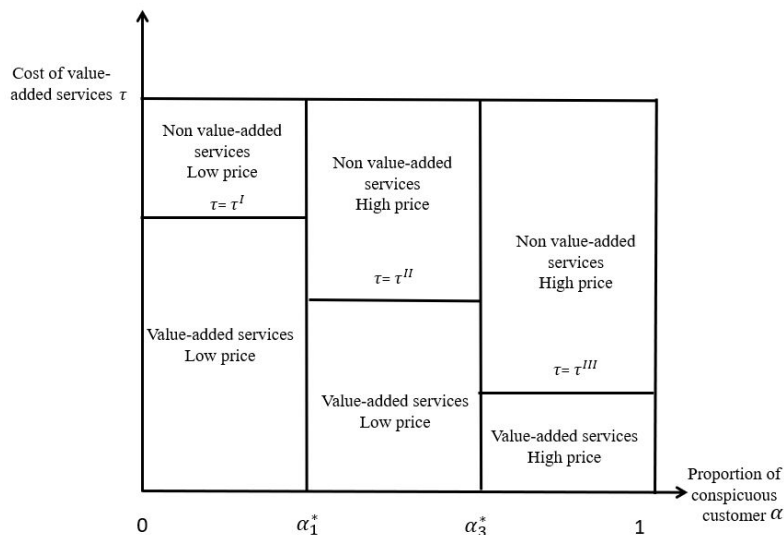 Cost of value-
added services τ
Non value-added
services
Low price
τ= τ^I
Value-added services
Low price
Non value-added
services
High price
τ= τ^II
Value-added services
Low price
Non value-added
services
High price
τ= τ^III
Value-added services
High price
Proportion of
conspicuous
customer α
0
α₁*
α₃*
1